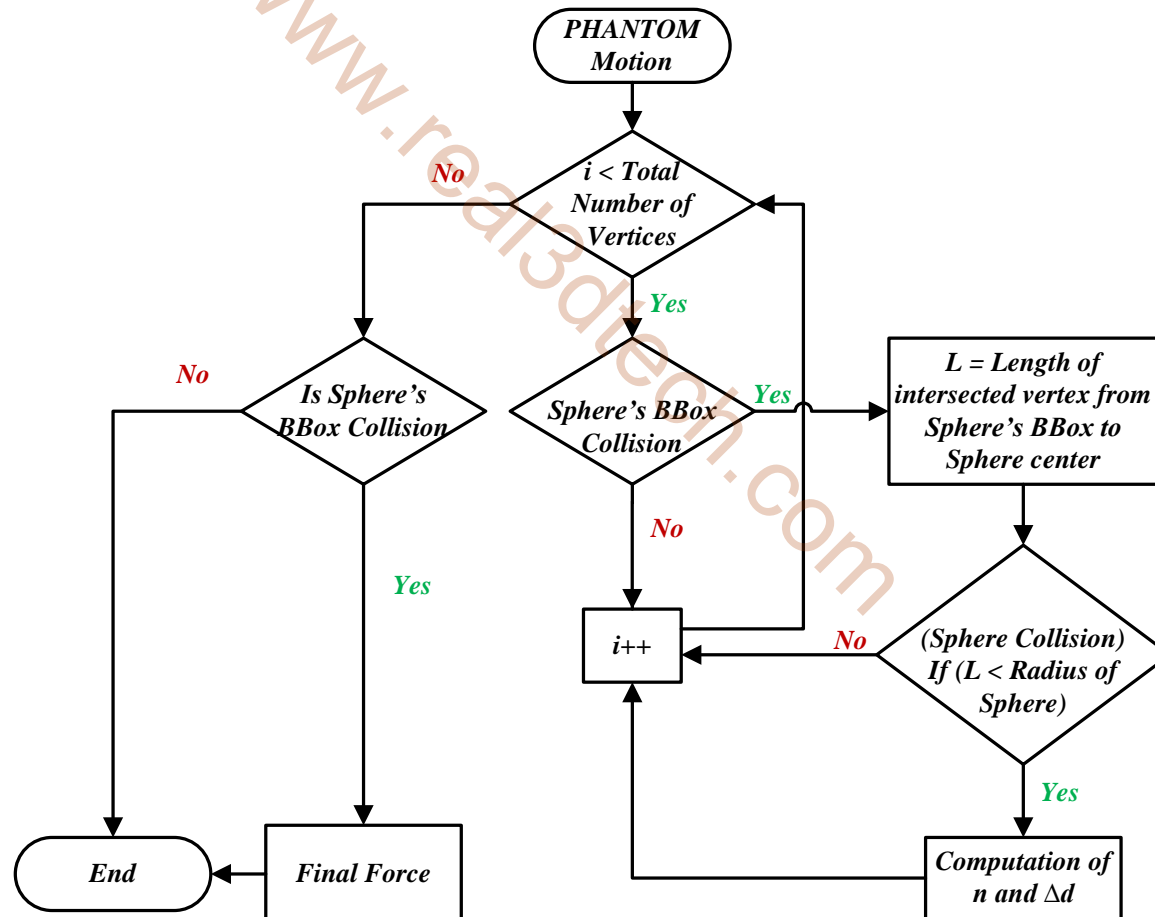 PHANTOM
Motion
i < Total
Number of
Vertices
No
Yes
Is Sphere's
BBox Collision
No
Yes
Sphere's BBox
Collision
Yes
No
L = Length of
intersected vertex from
Sphere's BBox to
Sphere center
i++
(Sphere Collision)
If (L < Radius of
Sphere)
No
Yes
Computation of
n and Δd
Final Force
End
www.real3dtech.com